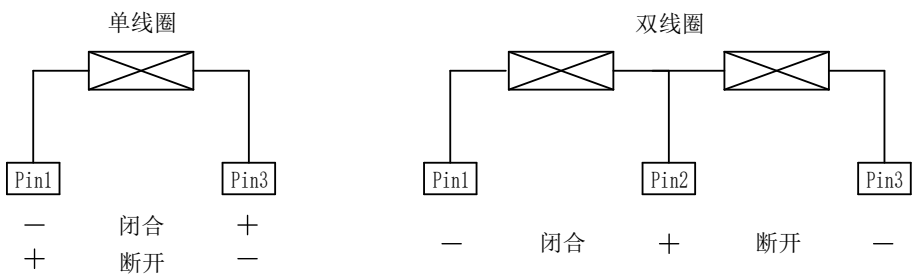 单线圈
双线圈
Pin1
Pin3
Pin1
Pin2
Pin3
－ 闭合 ＋
＋ 断开 －
－ 闭合 ＋ 断开 －